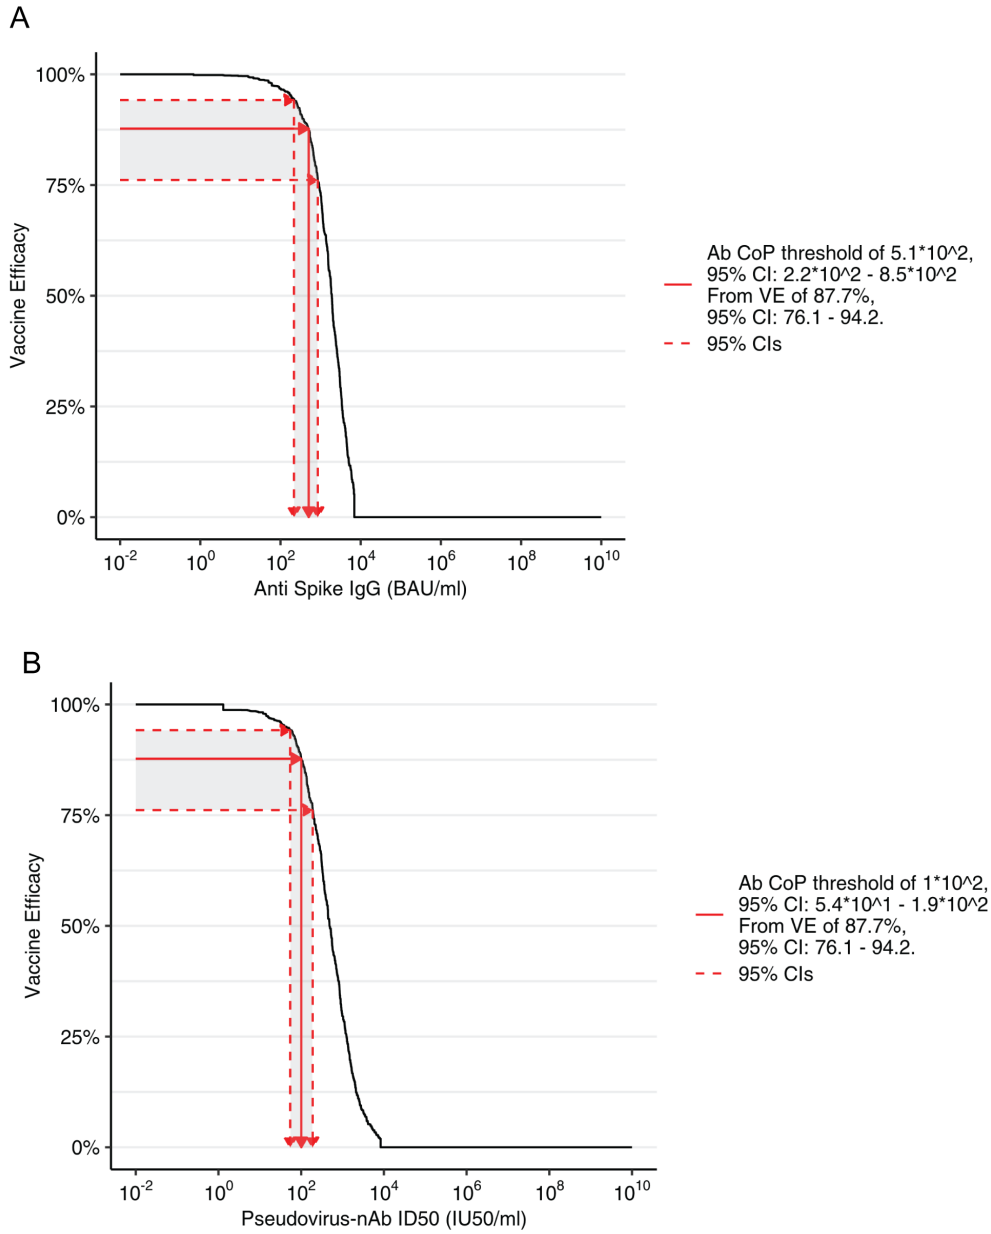 A
100%
75%
50%
25%
0%
Vaccine Efficacy
10^-2 10^0 10^2 10^4 10^6 10^8 10^10
Anti Spike IgG (BAU/ml)
Ab CoP threshold of 5.1*10^2,
95% CI: 2.2*10^2 - 8.5*10^2
From VE of 87.7%,
95% CI: 76.1 - 94.2.
95% CIs
B
100%
75%
50%
25%
0%
Vaccine Efficacy
10^-2 10^0 10^2 10^4 10^6 10^8 10^10
Pseudovirus-nAb ID50 (IU50/ml)
Ab CoP threshold of 1*10^2,
95% CI: 5.4*10^1 - 1.9*10^2
From VE of 87.7%,
95% CI: 76.1 - 94.2.
95% CIs